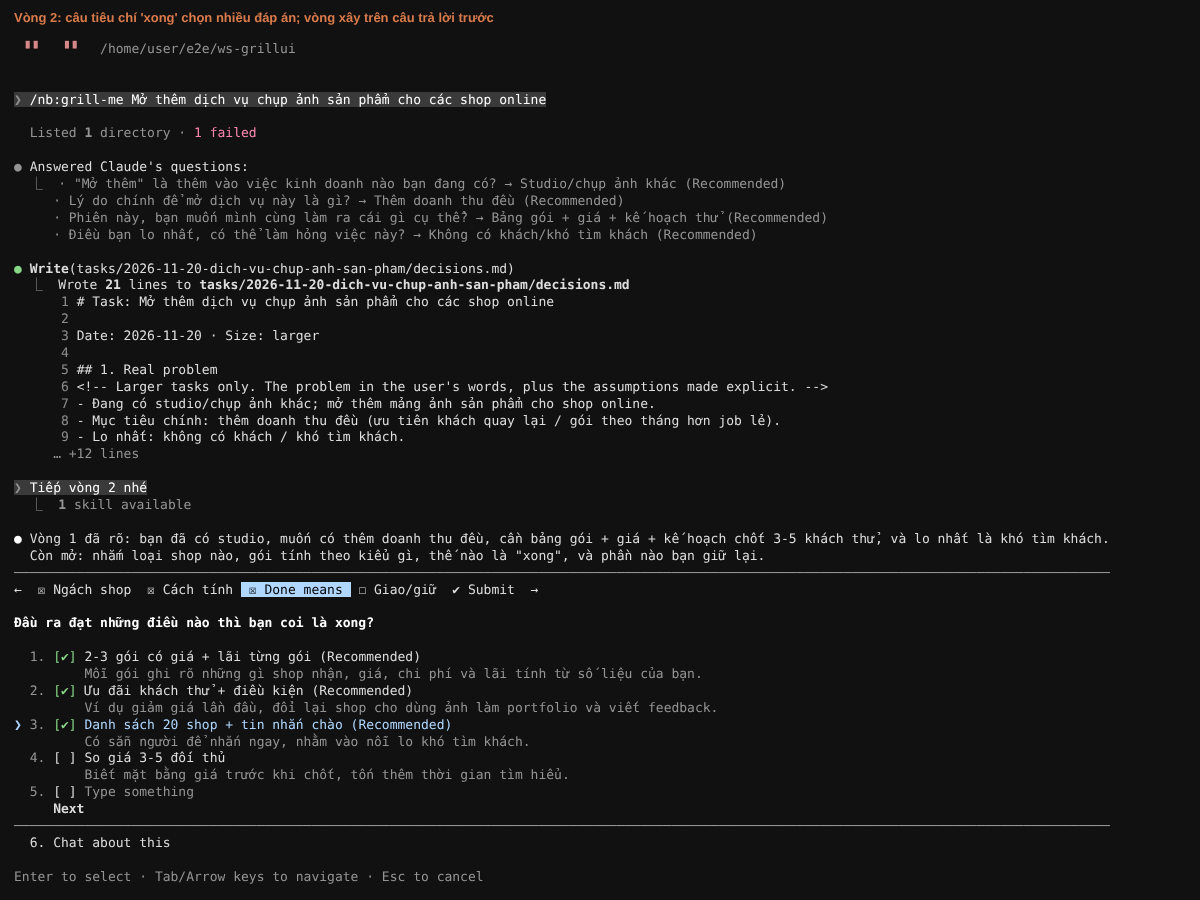 Vòng 2: câu tiêu chí 'xong' chọn nhiều đáp án; vòng xây trên câu trả lời trước
/home/user/e2e/ws-grillui
❯ /nb:grill-me Mở thêm dịch vụ chụp ảnh sản phẩm cho các shop online
Listed 1 directory · 1 failed
● Answered Claude's questions:
⎿ · "Mở thêm" là thêm vào việc kinh doanh nào bạn đang có? → Studio/chụp ảnh khác (Recommended)
· Lý do chính để mở dịch vụ này là gì? → Thêm doanh thu đều (Recommended)
· Phiên này, bạn muốn mình cùng làm ra cái gì cụ thể? → Bảng gói + giá + kế hoạch thử (Recommended)
· Điều bạn lo nhất, có thể làm hỏng việc này? → Không có khách/khó tìm khách (Recommended)
● Write(tasks/2026-11-20-dich-vu-chup-anh-san-pham/decisions.md)
⎿ Wrote 21 lines to tasks/2026-11-20-dich-vu-chup-anh-san-pham/decisions.md
1 # Task: Mở thêm dịch vụ chụp ảnh sản phẩm cho các shop online
2
3 Date: 2026-11-20 · Size: larger
4
5 ## 1. Real problem
6 <!-- Larger tasks only. The problem in the user's words, plus the assumptions made explicit. -->
7 - Đang có studio/chụp ảnh khác; mở thêm mảng ảnh sản phẩm cho shop online.
8 - Mục tiêu chính: thêm doanh thu đều (ưu tiên khách quay lại / gói theo tháng hơn job lẻ).
9 - Lo nhất: không có khách / khó tìm khách.
… +12 lines
❯ Tiếp vòng 2 nhé
⎿ 1 skill available
● Vòng 1 đã rõ: bạn đã có studio, muốn có thêm doanh thu đều, cần bảng gói + giá + kế hoạch chốt 3-5 khách thử, và lo nhất là khó tìm khách.
Còn mở: nhắm loại shop nào, gói tính theo kiểu gì, thế nào là "xong", và phần nào bạn giữ lại.
← ☒ Ngách shop ☒ Cách tính ☒ Done means ☐ Giao/giữ ✔ Submit →
Đầu ra đạt những điều nào thì bạn coi là xong?
1. [✔] 2-3 gói có giá + lãi từng gói (Recommended)
Mỗi gói ghi rõ những gì shop nhận, giá, chi phí và lãi tính từ số liệu của bạn.
2. [✔] Ưu đãi khách thử + điều kiện (Recommended)
Ví dụ giảm giá lần đầu, đổi lại shop cho dùng ảnh làm portfolio và viết feedback.
❯ 3. [✔] Danh sách 20 shop + tin nhắn chào (Recommended)
Có sẵn người để nhắn ngay, nhằm vào nỗi lo khó tìm khách.
4. [ ] So giá 3-5 đối thủ
Biết mặt bằng giá trước khi chốt, tốn thêm thời gian tìm hiểu.
5. [ ] Type something
Next
6. Chat about this
Enter to select · Tab/Arrow keys to navigate · Esc to cancel